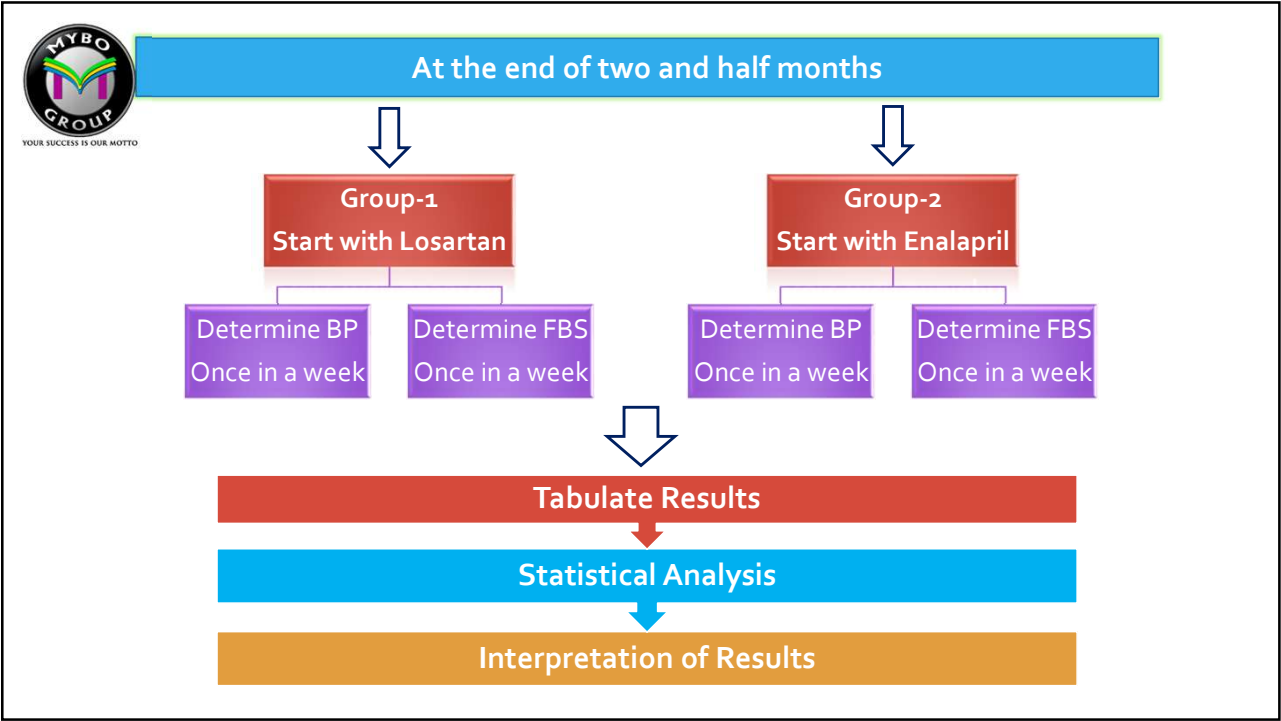 MYBO
GROUP
YOUR SUCCESS IS OUR MOTTO
At the end of two and half months
Group-1
Start with Losartan
Group-2
Start with Enalapril
Determine BP
Once in a week
Determine FBS
Once in a week
Determine BP
Once in a week
Determine FBS
Once in a week
Tabulate Results
Statistical Analysis
Interpretation of Results